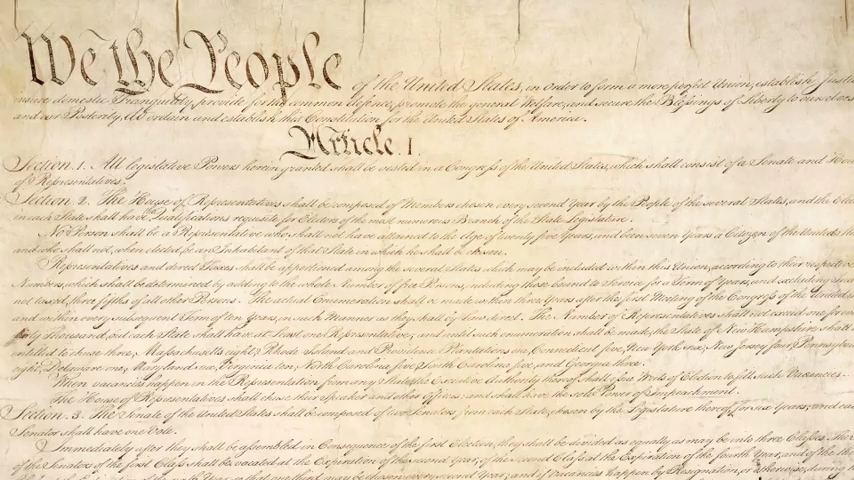 We the People of the United States, in Order to form a more perfect Union, establish Justice
insure domestic Tranquility, provide for the common defence, promote the general Welfare, and secure the Blessings of Liberty to ourselves
and our Posterity, do ordain and establish this Constitution for the United States of America.
Article. I.
Section. 1. All legislative Powers herein granted shall be vested in a Congress of the United States, which shall consist of a Senate and House
of Representatives.
Section. 2. The House of Representatives shall be composed of Members chosen every second Year by the People of the several States, and the Elec
in each State shall have the Qualifications requisite for Electors of the most numerous Branch of the State Legislature.
No Person shall be a Representative who shall not have attained to the Age of twenty five Years, and been seven Years a Citizen of the United Sta
and who shall not, when elected, be an Inhabitant of that State in which he shall be chosen.
Representatives and direct Taxes shall be apportioned among the several States which may be included within this Union, according to their respective
Numbers, which shall be determined by adding to the whole Number of free Persons, including those bound to Service for a Term of Years, and excluding Indians
not taxed, three fifths of all other Persons. The actual Enumeration shall be made within three Years after the first Meeting of the Congress of the United
and within every subsequent Term of ten Years, in such Manner as they shall by Law direct. The Number of Representatives shall not exceed one for
thirty Thousand, but each State shall have at Least one Representative; and until such enumeration shall be made, the State of New Hampshire shall
entitled to chuse three, Massachusetts eight, Rhode Island and Providence Plantations one, Connecticut five, New York six, New Jersey four, Pennsylvania
eight, Delaware one, Maryland six, Virginia ten, North Carolina five, South Carolina five, and Georgia three.
When vacancies happen in the Representation from any State, the Executive Authority thereof shall issue Writs of Election to fill such Vacancies.
The House of Representatives shall chuse their Speaker and other Officers; and shall have the sole Power of Impeachment.
Section. 3. The Senate of the United States shall be composed of two Senators from each State, chosen by the Legislature thereof, for six Years; and each
Senator shall have one Vote.
Immediately after they shall be assembled in Consequence of the first Election, they shall be divided as equally as may be into three Classes. The
of the Senators of the first Class shall be vacated at the Expiration of the second Year, of the second Class at the Expiration of the fourth Year, and of the th
so that one third may be chosen every second Year; and if Vacancies happen by Resignation, or otherwise, during